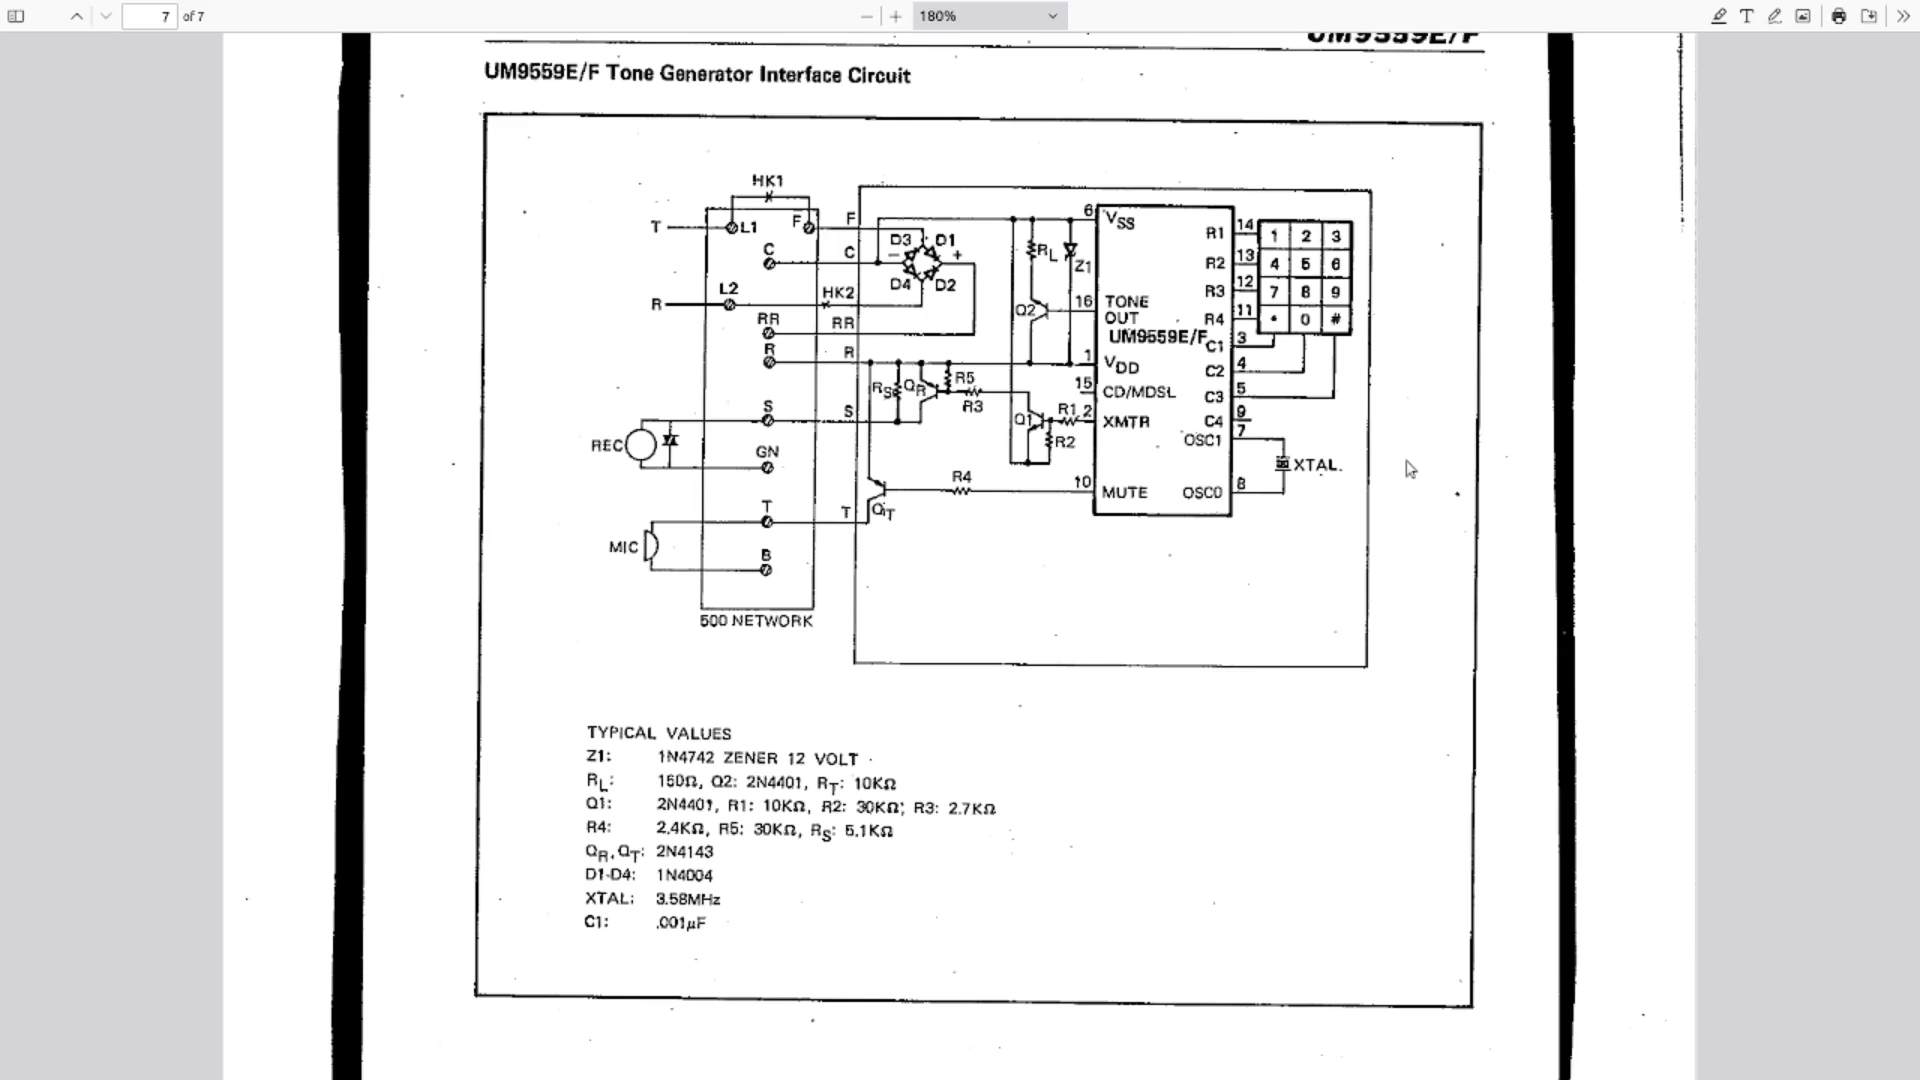 7 of 7
180%
UM9559E/F
UM9559E/F Tone Generator Interface Circuit
HK1
T L1 F F
C C
L2 HK2
R
RR RR
R R
S S
REC
GN
T T
MIC
B
500 NETWORK
D3 D1
− +
D4 D2
RL Z1
Q2
RS QR R5
R3
Q1 R1
R2
R4
QT
6 VSS
16 TONE
OUT
UM9559E/F
1 VDD
15 CD/MDSL
2 XMTR
10 MUTE
R1 14
R2 13
R3 12
R4 11
C1 3
C2 4
C3 5
C4 9
OSC1 7
OSCO 8
XTAL.
1 2 3
4 5 6
7 8 9
* 0 #
TYPICAL VALUES
Z1: 1N4742 ZENER 12 VOLT
RL: 150Ω, Q2: 2N4401, RT: 10KΩ
Q1: 2N4401, R1: 10KΩ, R2: 30KΩ; R3: 2.7KΩ
R4: 2.4KΩ, R5: 30KΩ, RS: 5.1KΩ
QR, QT: 2N4143
D1-D4: 1N4004
XTAL: 3.58MHz
C1: .001μF